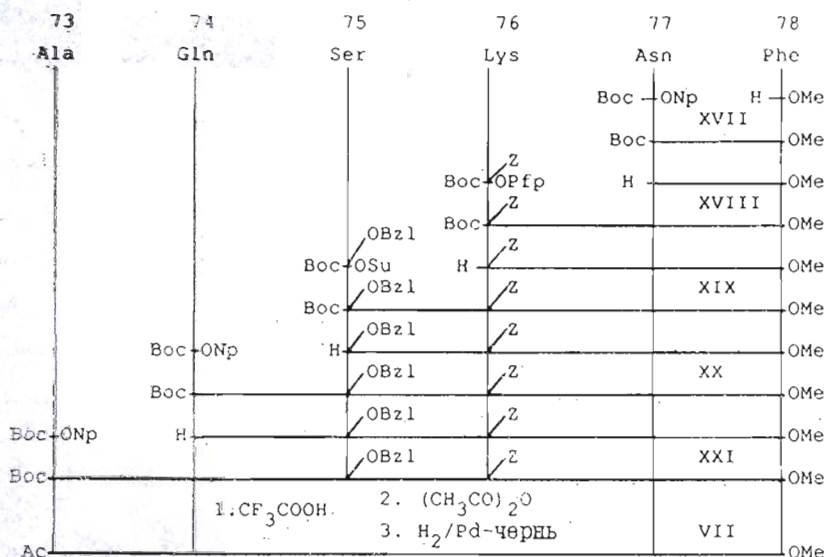 73 74 75 76 77 78
Ala Gln Ser Lys Asn Phe
Boc ONp H OMe
XVII
Boc OMe
Z
Boc OPfp H OMe
Z XVIII
Boc OMe
OBzl Z
Boc OSu H OMe
OBzl Z XIX
Boc OMe
OBzl Z
Boc ONp H OMe
OBzl Z XX
Boc OMe
OBzl Z
Boc ONp H OMe
OBzl Z XXI
Boc OMe
1.CF3COOH 2. (CH3CO)2O
3. H2/Pd-чернь VII
Ac OMe